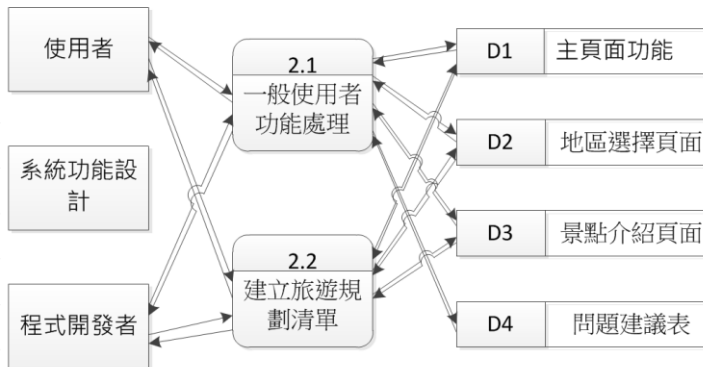 使用者
系統功能設
計
程式開發者
2.1
一般使用者
功能處理
2.2
建立旅遊規
劃清單
D1 主頁面功能
D2 地區選擇頁面
D3 景點介紹頁面
D4 問題建議表